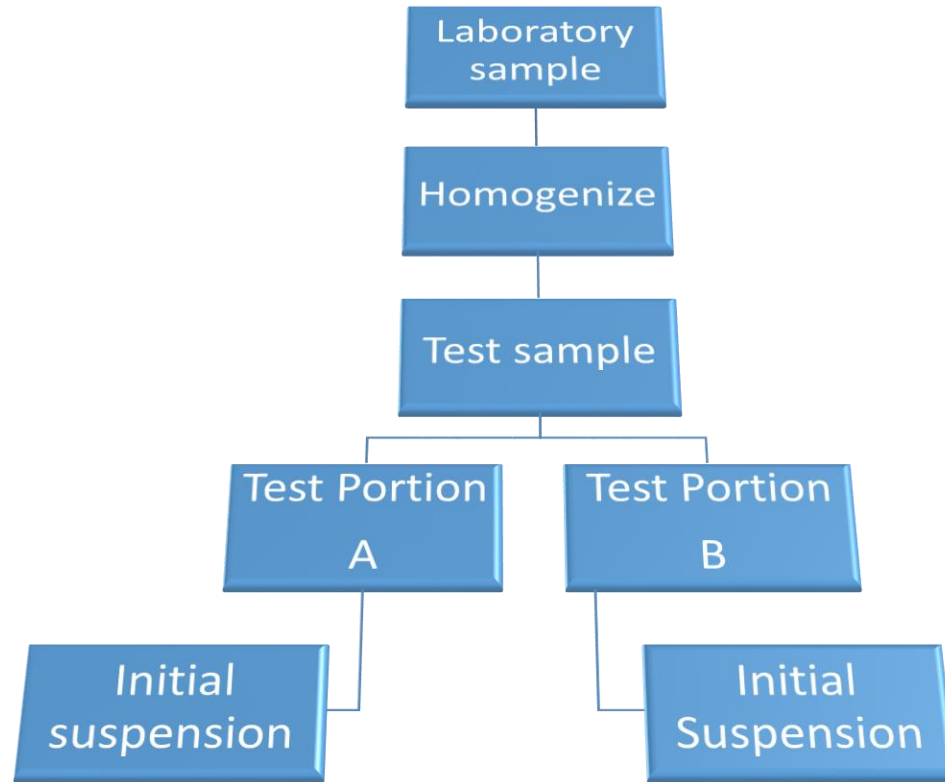 Laboratory
sample
Homogenize
Test sample
Test Portion
A
Test Portion
B
Initial
suspension
Initial
Suspension